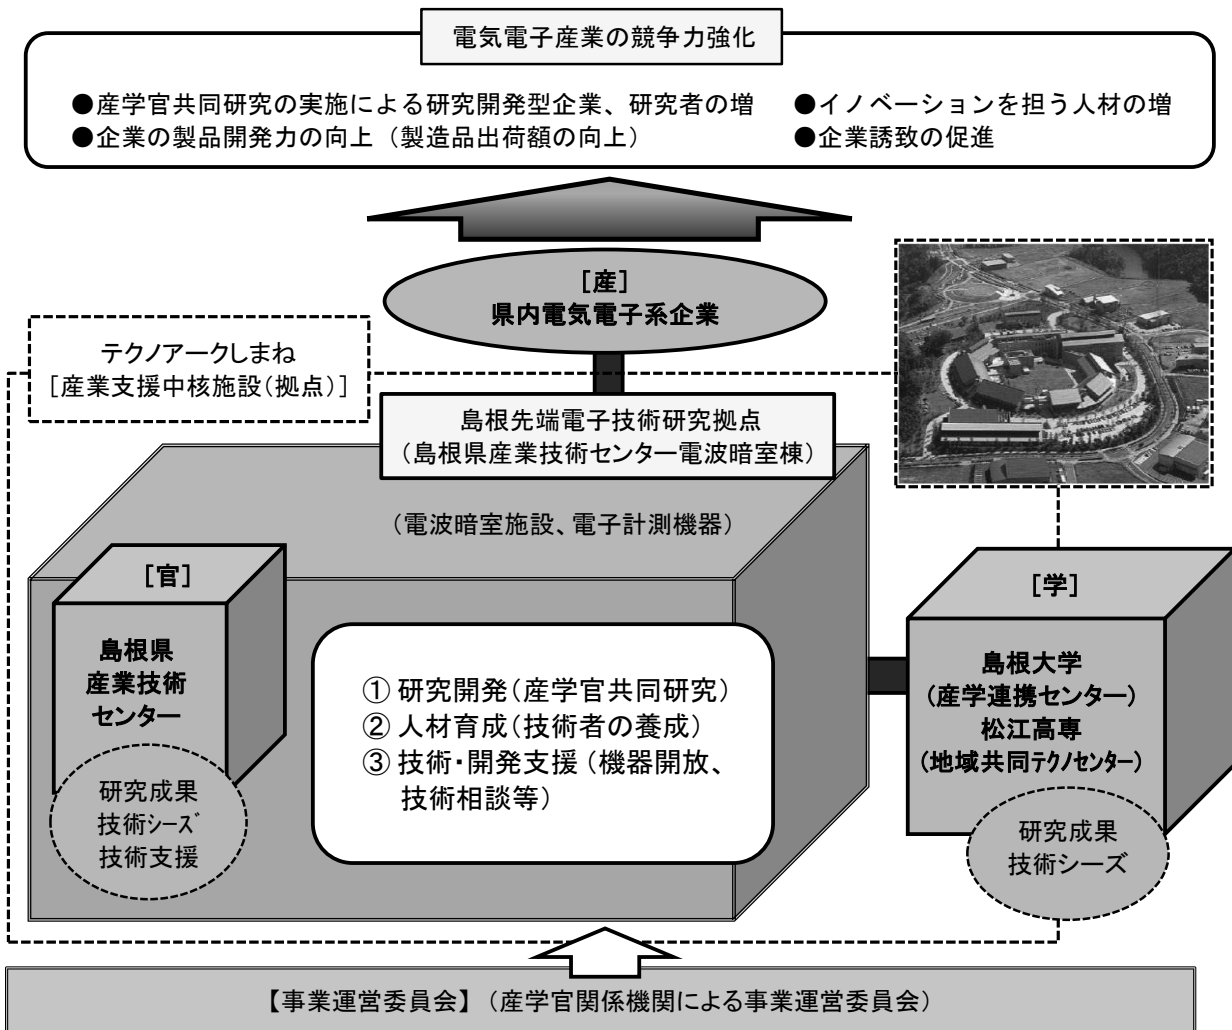 電気電子産業の競争力強化
●産学官共同研究の実施による研究開発型企業、研究者の増
●イノベーションを担う人材の増
●企業の製品開発力の向上（製造品出荷額の向上）
●企業誘致の促進
［産］
県内電気電子系企業
テクノアークしまね
［産業支援中核施設（拠点）］
島根先端電子技術研究拠点
（島根県産業技術センター電波暗室棟）
（電波暗室施設、電子計測機器）
［官］
島根県
産業技術
センター
研究成果
技術ｼｰｽﾞ
技術支援
① 研究開発（産学官共同研究）
② 人材育成（技術者の養成）
③ 技術・開発支援（機器開放、
技術相談等）
［学］
島根大学
（産学連携センター）
松江高専
（地域共同ﾃｸﾉｾﾝﾀｰ）
研究成果
技術シーズ
【事業運営委員会】（産学官関係機関による事業運営委員会）